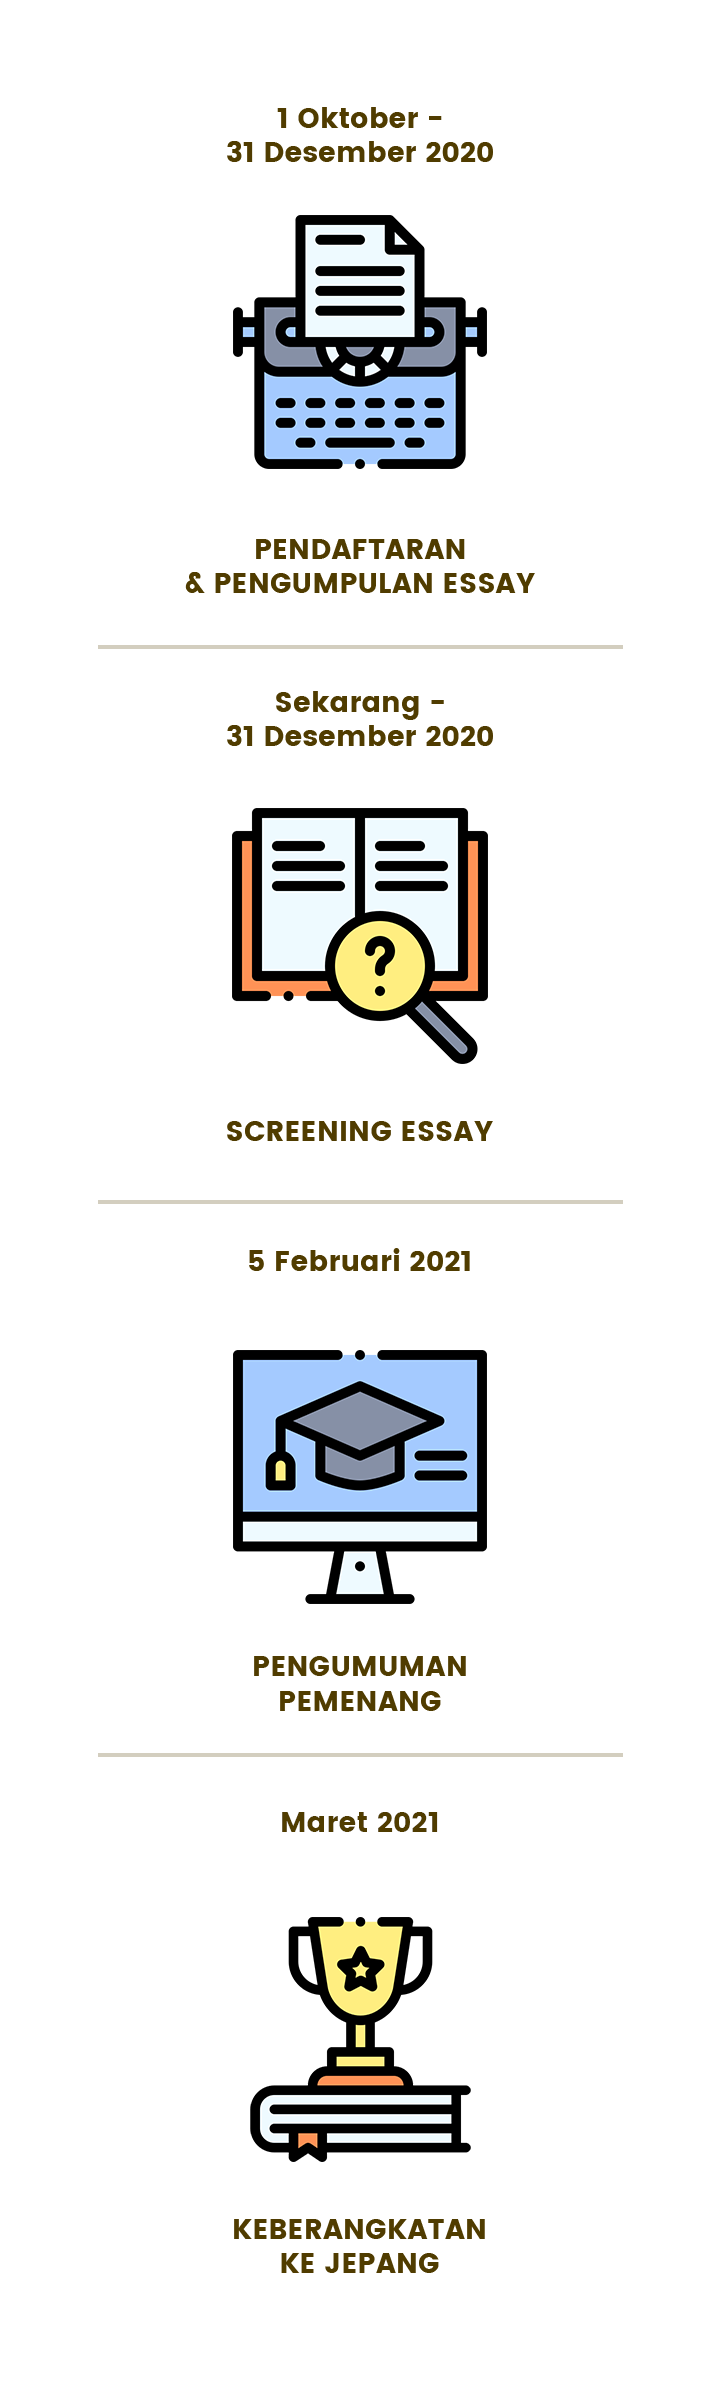 1 Oktober -
31 Desember 2020
PENDAFTARAN
& PENGUMPULAN ESSAY
Sekarang -
31 Desember 2020
?
SCREENING ESSAY
5 Februari 2021
PENGUMUMAN
PEMENANG
Maret 2021
KEBERANGKATAN
KE JEPANG